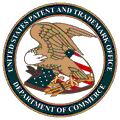 UNITED STATES PATENT AND TRADEMARK OFFICE
DEPARTMENT OF COMMERCE